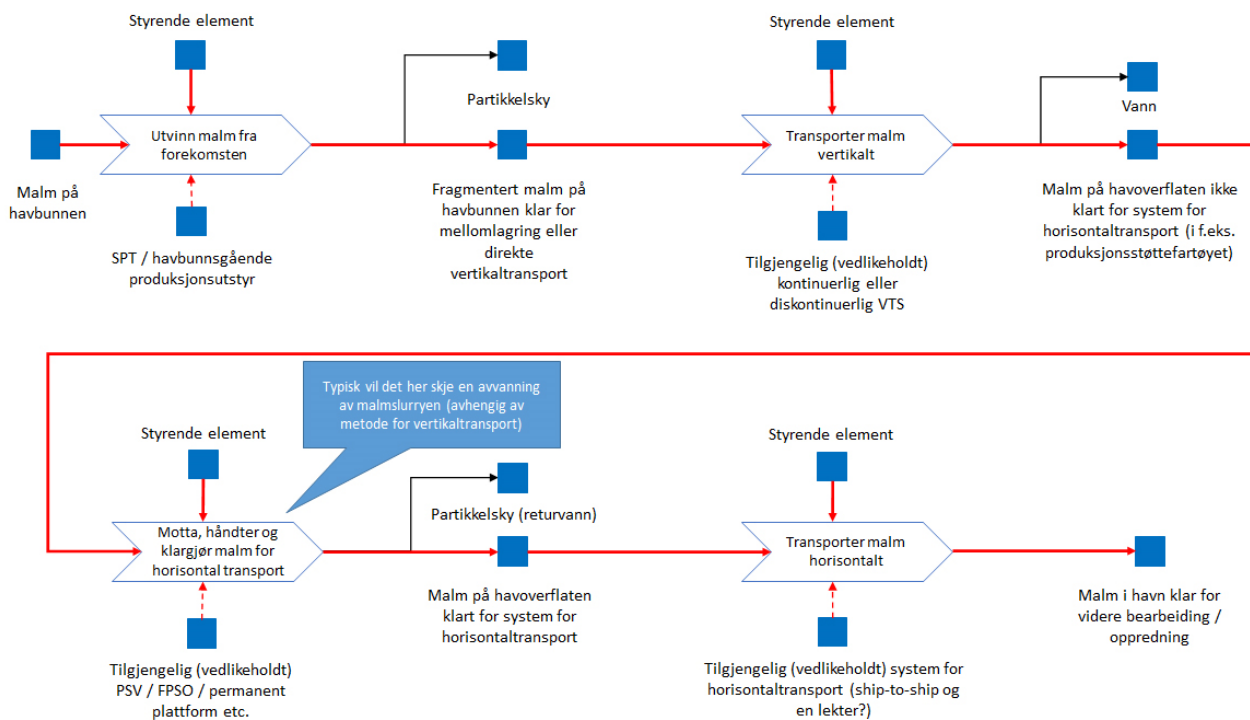 Styrende element
Styrende element
Partikkelsky
Vann
Utvinn malm fra
forekomsten
Transporter malm
vertikalt
Malm på
havbunnen
Fragmentert malm på
havbunnen klar for
mellomlagring eller
direkte
vertikaltransport
Malm på havoverflaten ikke
klart for system for
horisontaltransport (i f.eks.
produksjonsstøttefartøyet)
SPT / havbunnsgående
produksjonsutstyr
Tilgjengelig (vedlikeholdt)
kontinuerlig eller
diskontinuerlig VTS
Typisk vil det her skje en avvanning
av malmslurryen (avhengig av
metode for vertikaltransport)
Styrende element
Styrende element
Partikkelsky (returvann)
Motta, håndter og
klargjør malm for
horisontal transport
Transporter malm
horisontalt
Malm på havoverflaten
klart for system for
horisontaltransport
Malm i havn klar for
videre bearbeiding /
oppredning
Tilgjengelig (vedlikeholdt)
PSV / FPSO / permanent
plattform etc.
Tilgjengelig (vedlikeholdt) system for
horisontaltransport (ship-to-ship og
en lekter?)